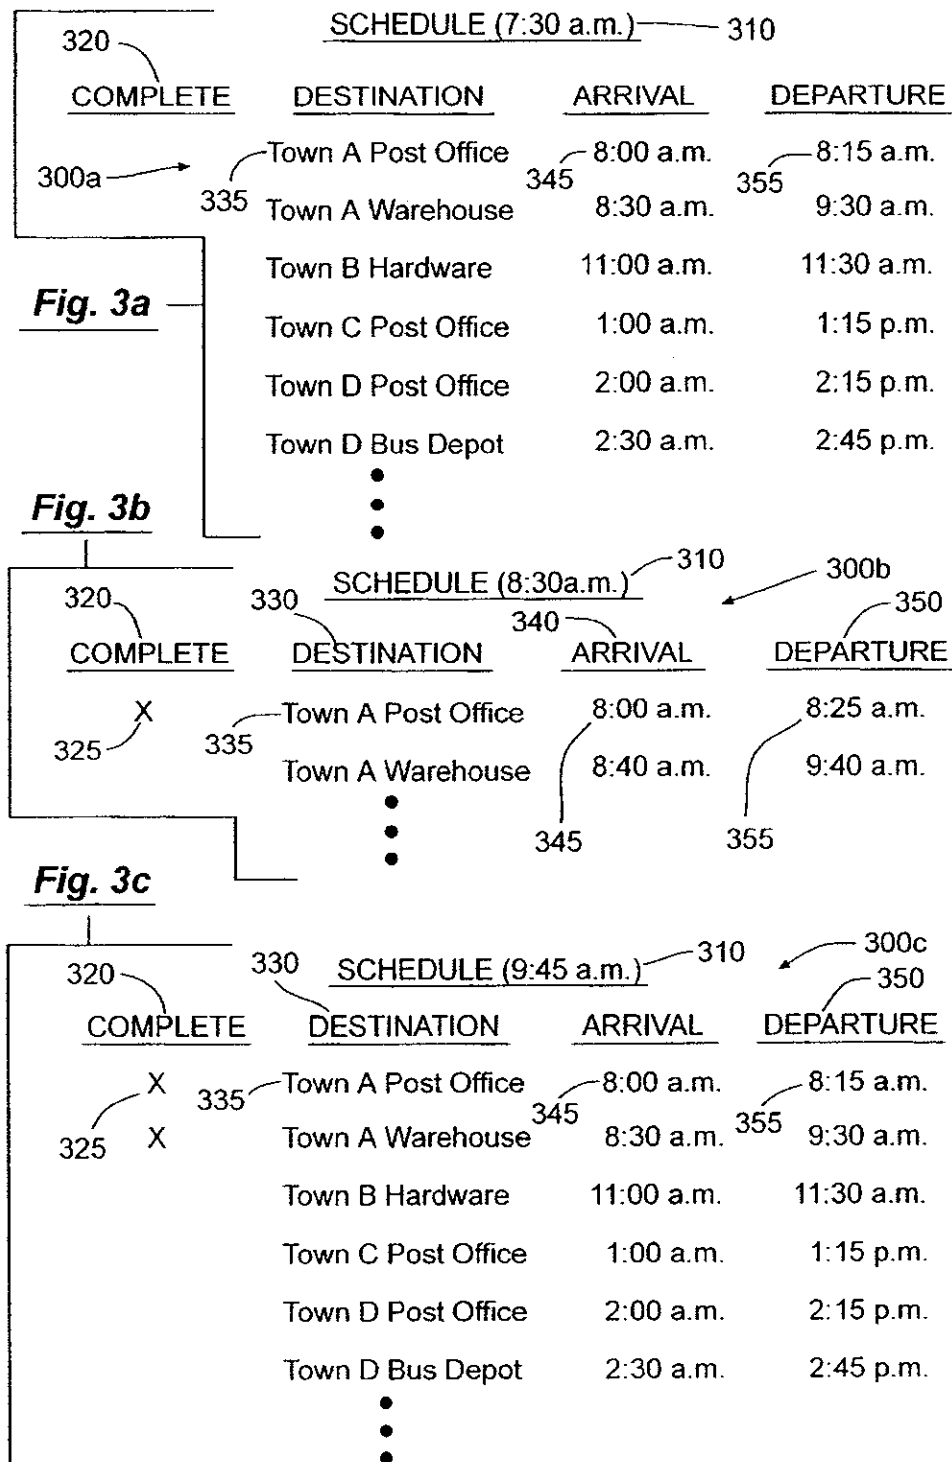 SCHEDULE (7:30 a.m.) 310
320
COMPLETE DESTINATION ARRIVAL DEPARTURE
Town A Post Office 8:00 a.m. 8:15 a.m.
300a 335 345 355
Town A Warehouse 8:30 a.m. 9:30 a.m.
Town B Hardware 11:00 a.m. 11:30 a.m.
Fig. 3a
Town C Post Office 1:00 a.m. 1:15 p.m.
Town D Post Office 2:00 a.m. 2:15 p.m.
Town D Bus Depot 2:30 a.m. 2:45 p.m.
Fig. 3b
SCHEDULE (8:30a.m.) 310 300b
320 330 340 350
COMPLETE DESTINATION ARRIVAL DEPARTURE
X Town A Post Office 8:00 a.m. 8:25 a.m.
325 335
Town A Warehouse 8:40 a.m. 9:40 a.m.
345 355
Fig. 3c
SCHEDULE (9:45 a.m.) 310 300c
320 330 350
COMPLETE DESTINATION ARRIVAL DEPARTURE
X 335 Town A Post Office 8:00 a.m. 8:15 a.m.
345 355
325 X Town A Warehouse 8:30 a.m. 9:30 a.m.
Town B Hardware 11:00 a.m. 11:30 a.m.
Town C Post Office 1:00 a.m. 1:15 p.m.
Town D Post Office 2:00 a.m. 2:15 p.m.
Town D Bus Depot 2:30 a.m. 2:45 p.m.